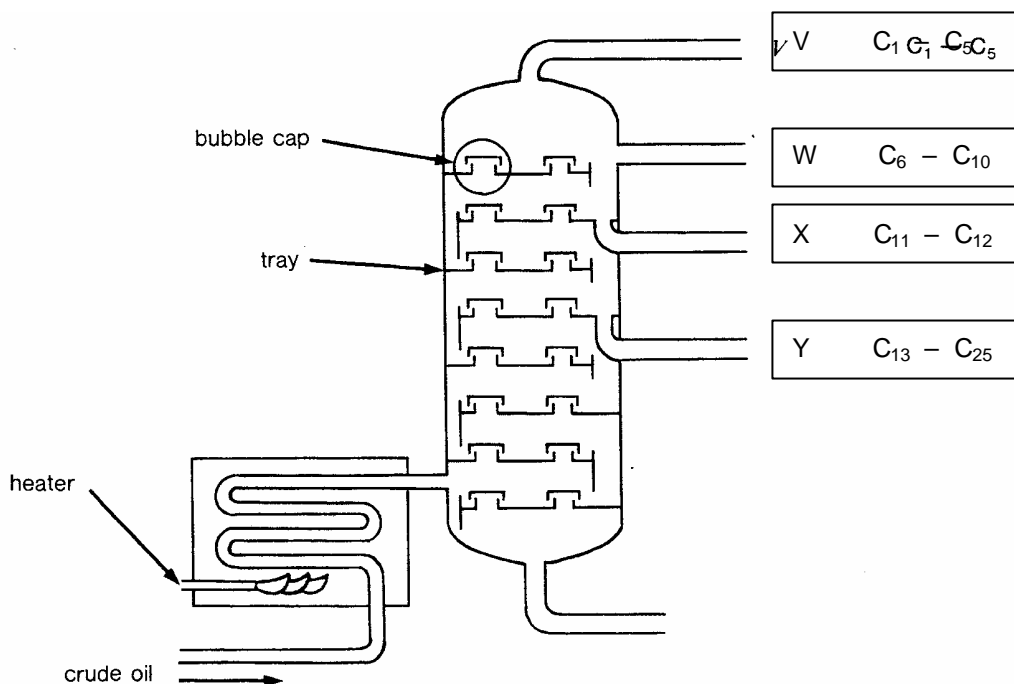 V C₁ – C₅
bubble cap
W C₆ – C₁₀
X C₁₁ – C₁₂
tray
Y C₁₃ – C₂₅
heater
crude oil